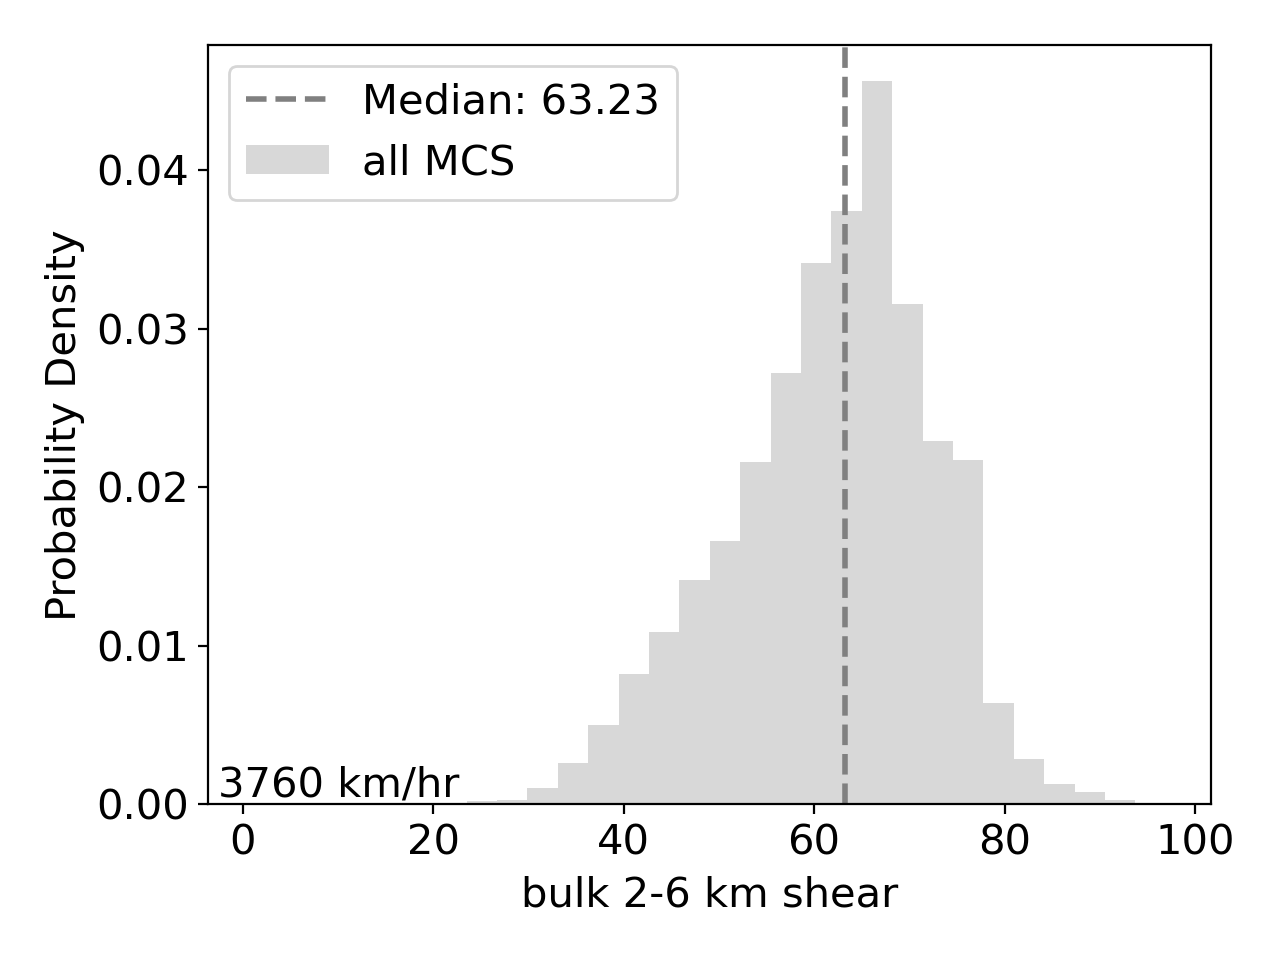 Median: 63.23
all MCS
0.04
0.03
0.02
0.01
0.00
Probability Density
3760 km/hr
0 20 40 60 80 100
bulk 2-6 km shear